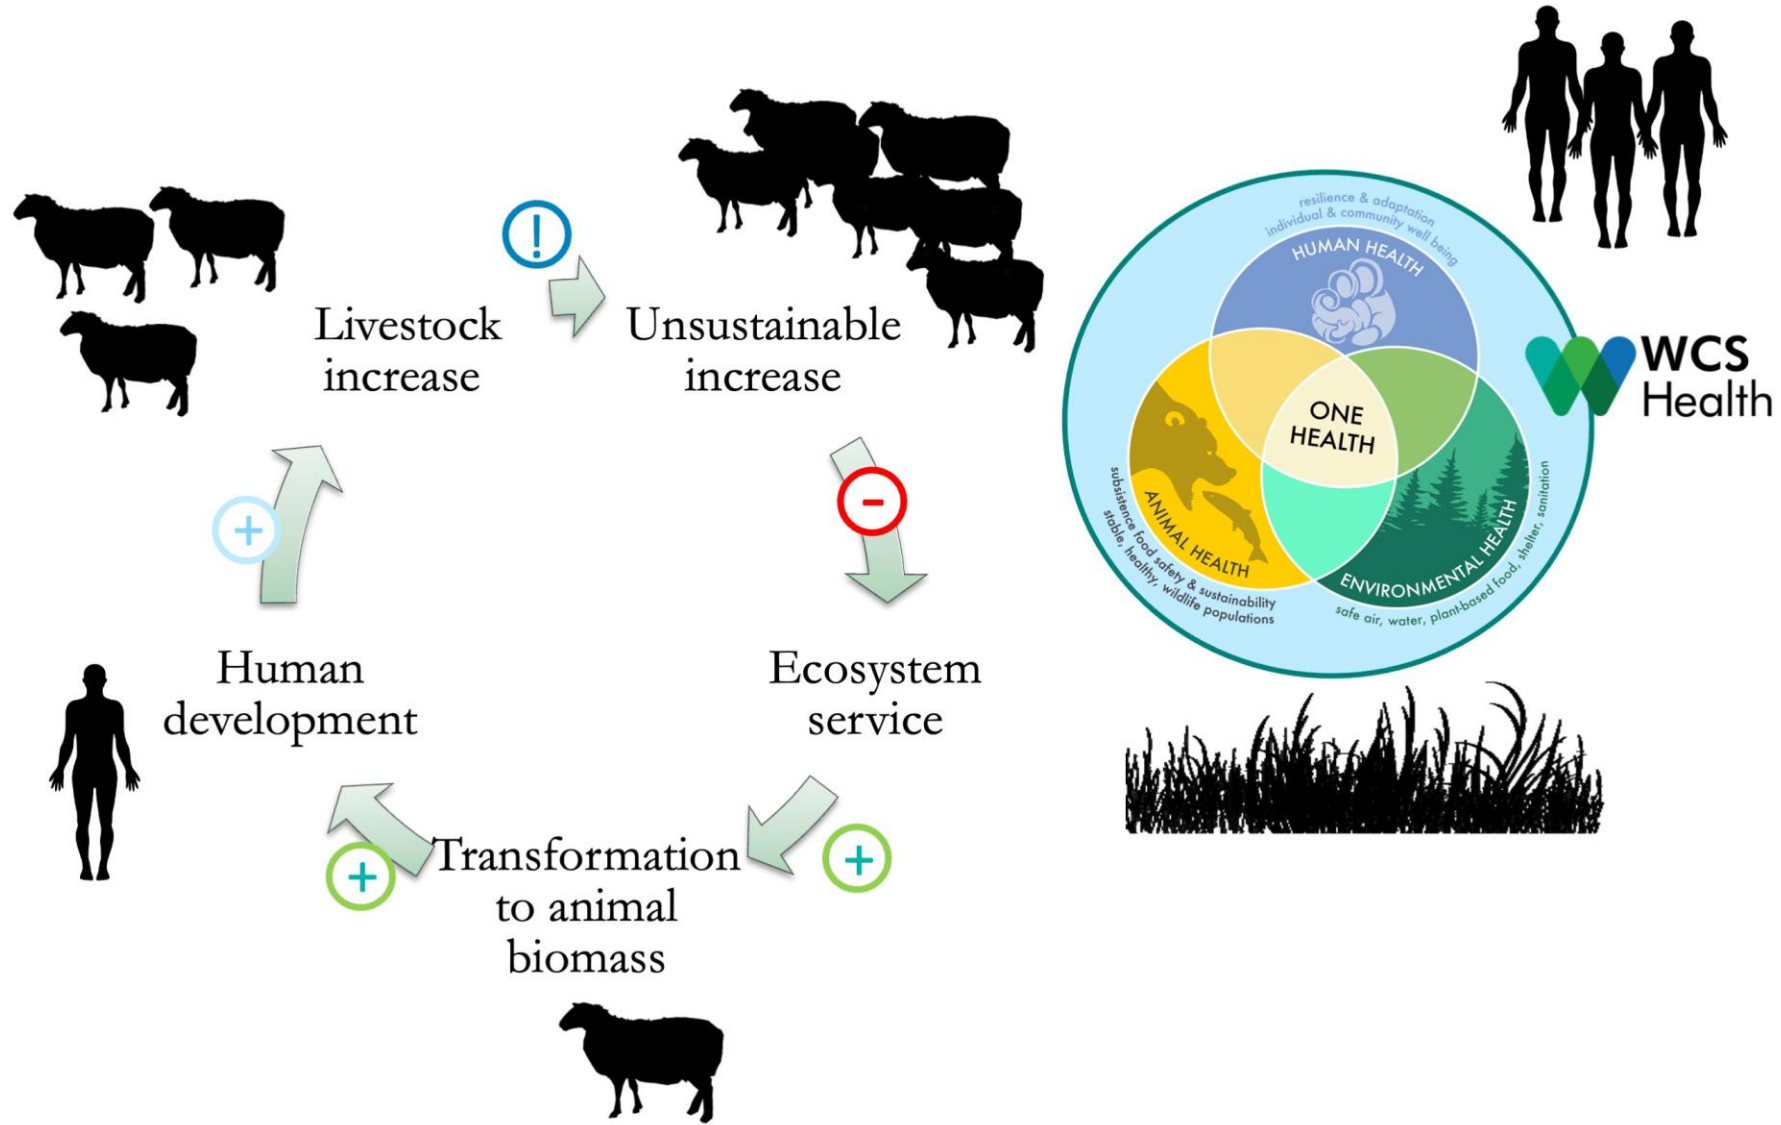 Livestock
increase
!
Unsustainable
increase
-
Ecosystem
service
+
Transformation
to animal
biomass
+
Human
development
+
resilience & adaptation
individual & community well being
HUMAN HEALTH
ONE
HEALTH
ANIMAL HEALTH
subsistence food safety & sustainability
stable, healthy, wildlife populations
ENVIRONMENTAL HEALTH
safe air, water, plant-based food, shelter, sanitation
WCS
Health